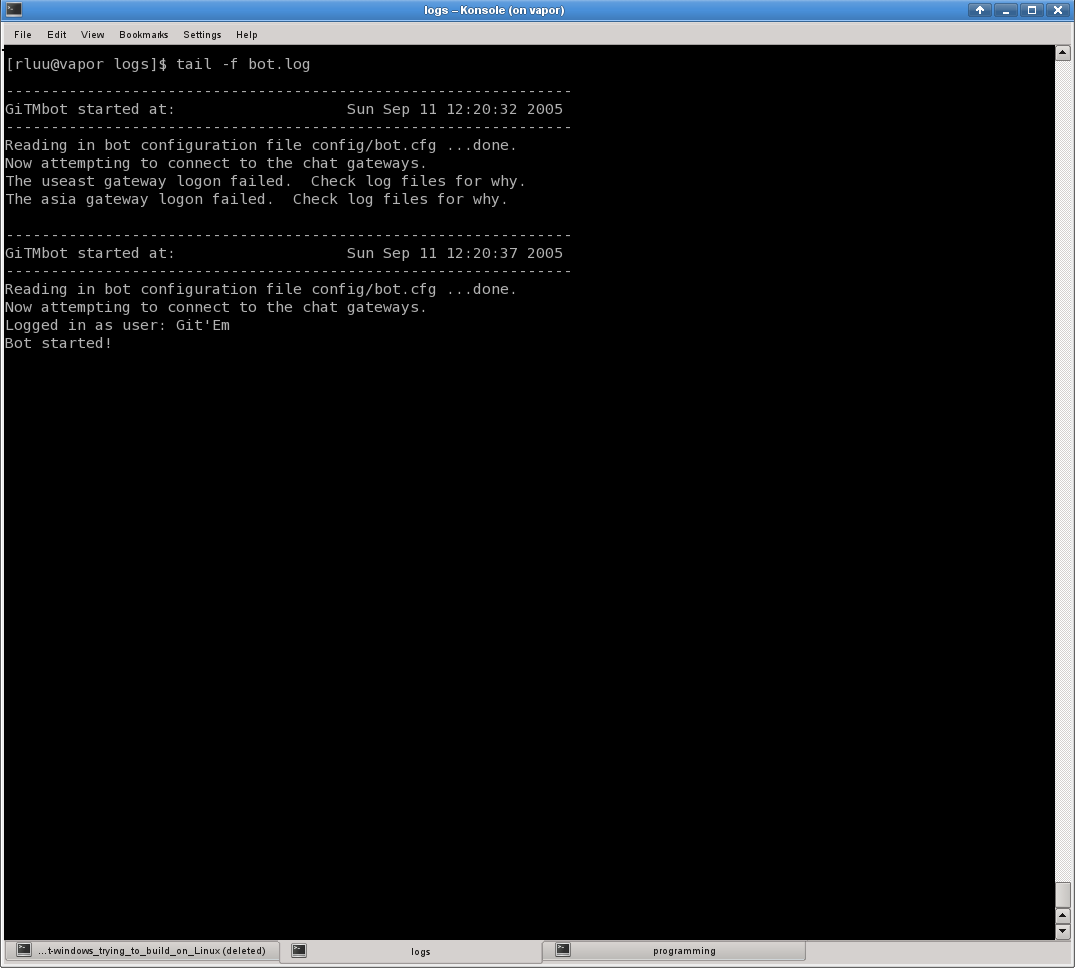 logs – Konsole (on vapor)
File Edit View Bookmarks Settings Help
[rluu@vapor logs]$ tail -f bot.log
---------------------------------------------------------------
GiTMbot started at:                   Sun Sep 11 12:20:32 2005
---------------------------------------------------------------
Reading in bot configuration file config/bot.cfg ...done.
Now attempting to connect to the chat gateways.
The useast gateway logon failed.  Check log files for why.
The asia gateway logon failed.  Check log files for why.
---------------------------------------------------------------
GiTMbot started at:                   Sun Sep 11 12:20:37 2005
---------------------------------------------------------------
Reading in bot configuration file config/bot.cfg ...done.
Now attempting to connect to the chat gateways.
Logged in as user: Git'Em
Bot started!
...t-windows_trying_to_build_on_Linux (deleted) logs programming